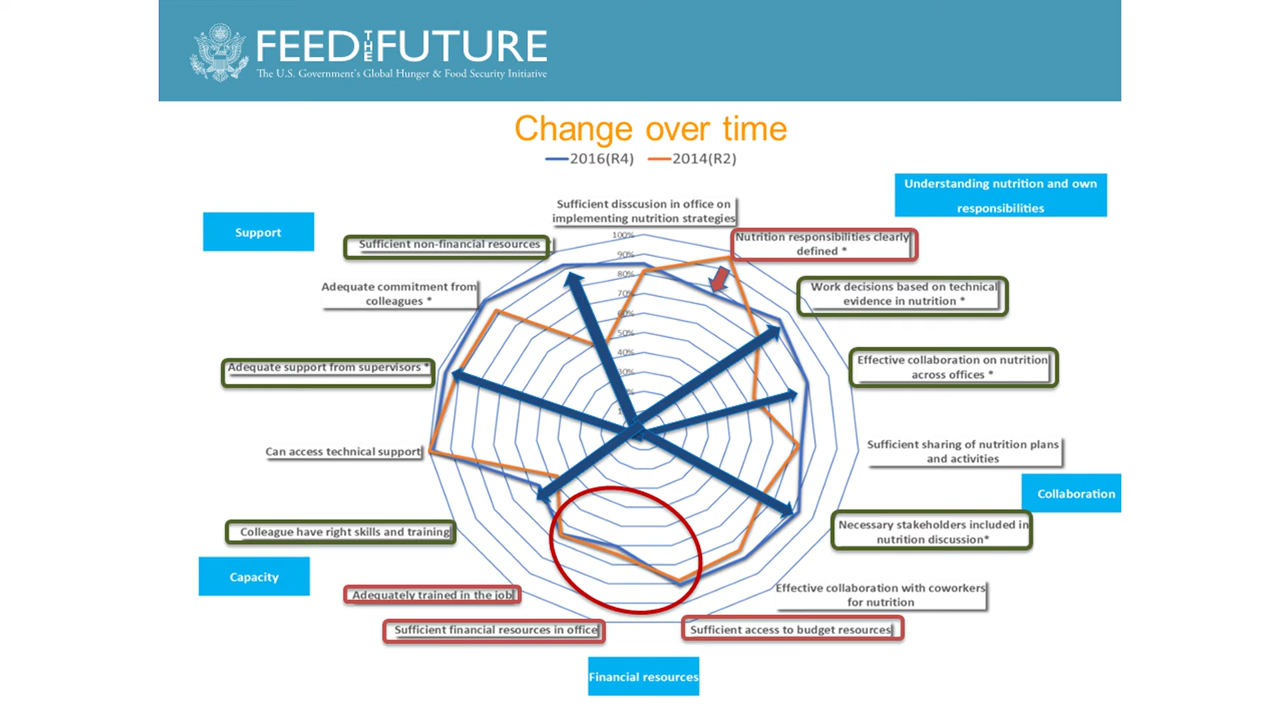 FEED THE FUTURE
The U.S. Government's Global Hunger & Food Security Initiative
Change over time
2016(R4) 2014(R2)
Understanding nutrition and own
responsibilities
Support
Sufficient disscusion in office on
implementing nutrition strategies
Sufficient non-financial resources
Nutrition responsibilities clearly
defined *
Adequate commitment from
colleagues *
Work decisions based on technical
evidence in nutrition *
Adequate support from supervisors *
Effective collaboration on nutrition
across offices *
Can access technical support
Sufficient sharing of nutrition plans
and activities
Collaboration
Colleague have right skills and training
Necessary stakeholders included in
nutrition discussion*
Capacity
Adequately trained in the job
Effective collaboration with coworkers
for nutrition
Sufficient financial resources in office
Sufficient access to budget resources
Financial resources
100%
90%
80%
70%
60%
50%
40%
30%